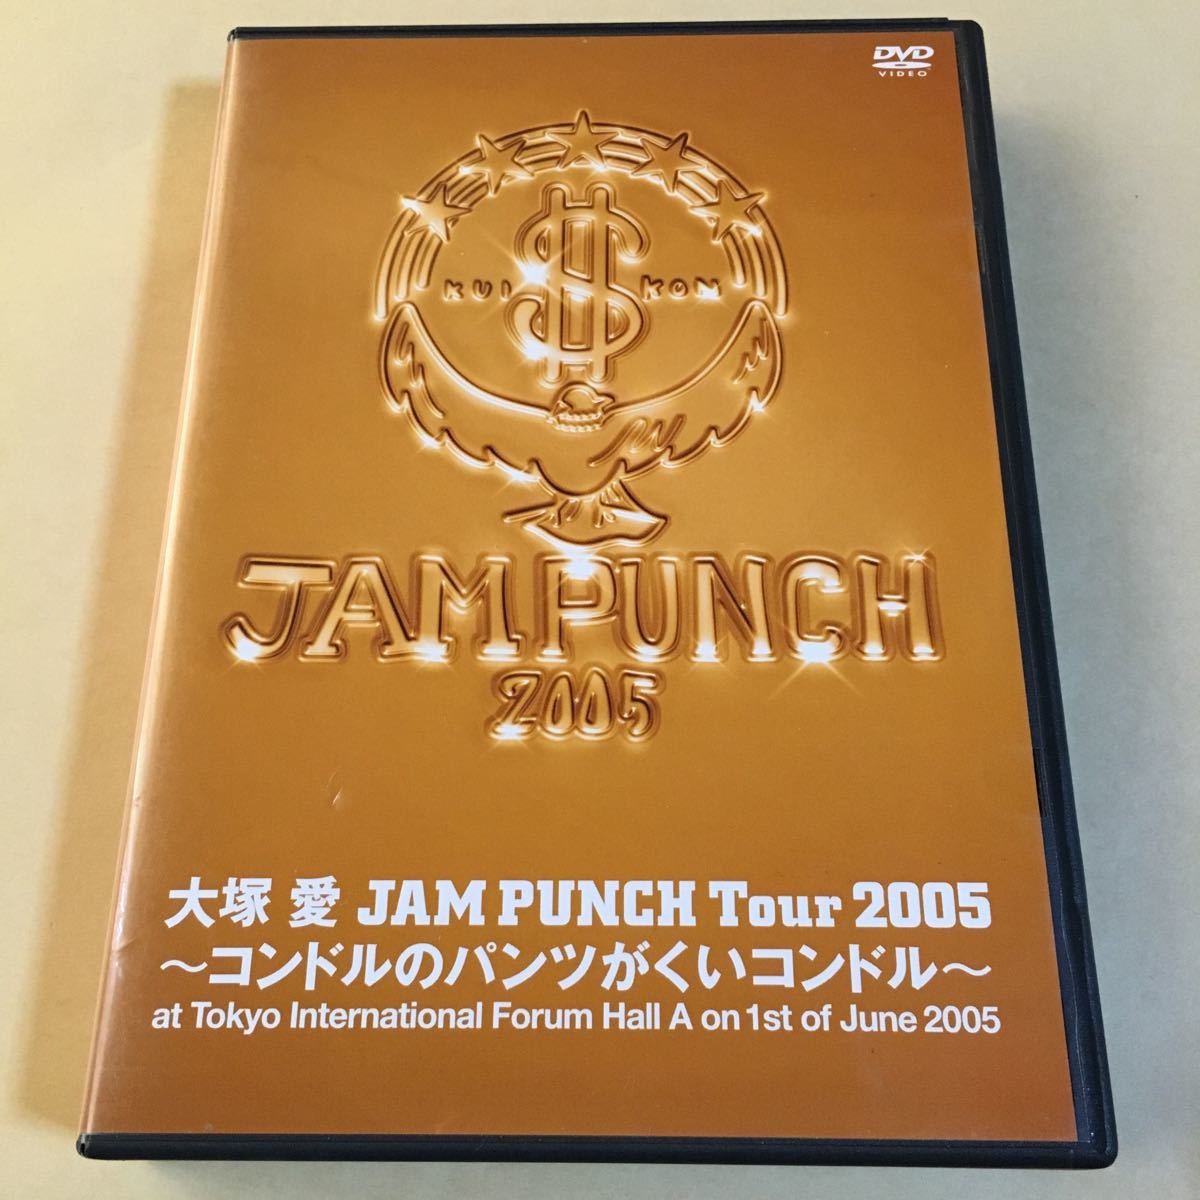 DVD
VIDEO
KUI $ KON
JAM PUNCH
2005
大塚 愛 JAM PUNCH Tour 2005
～コンドルのパンツがくいコンドル～
at Tokyo International Forum Hall A on 1st of June 2005